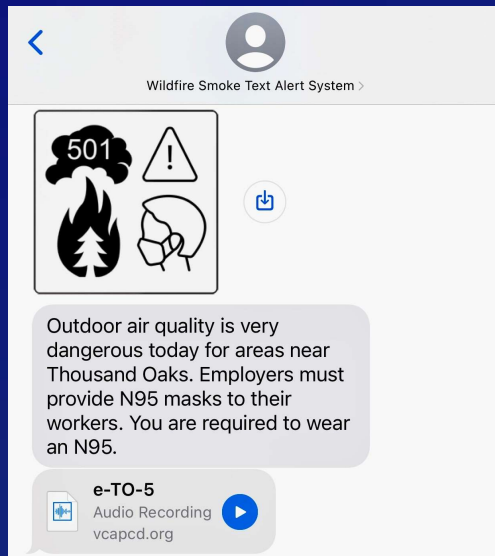 Wildfire Smoke Text Alert System >
501
!
Outdoor air quality is very
dangerous today for areas near
Thousand Oaks. Employers must
provide N95 masks to their
workers. You are required to wear
an N95.
e-TO-5
Audio Recording
vcapcd.org